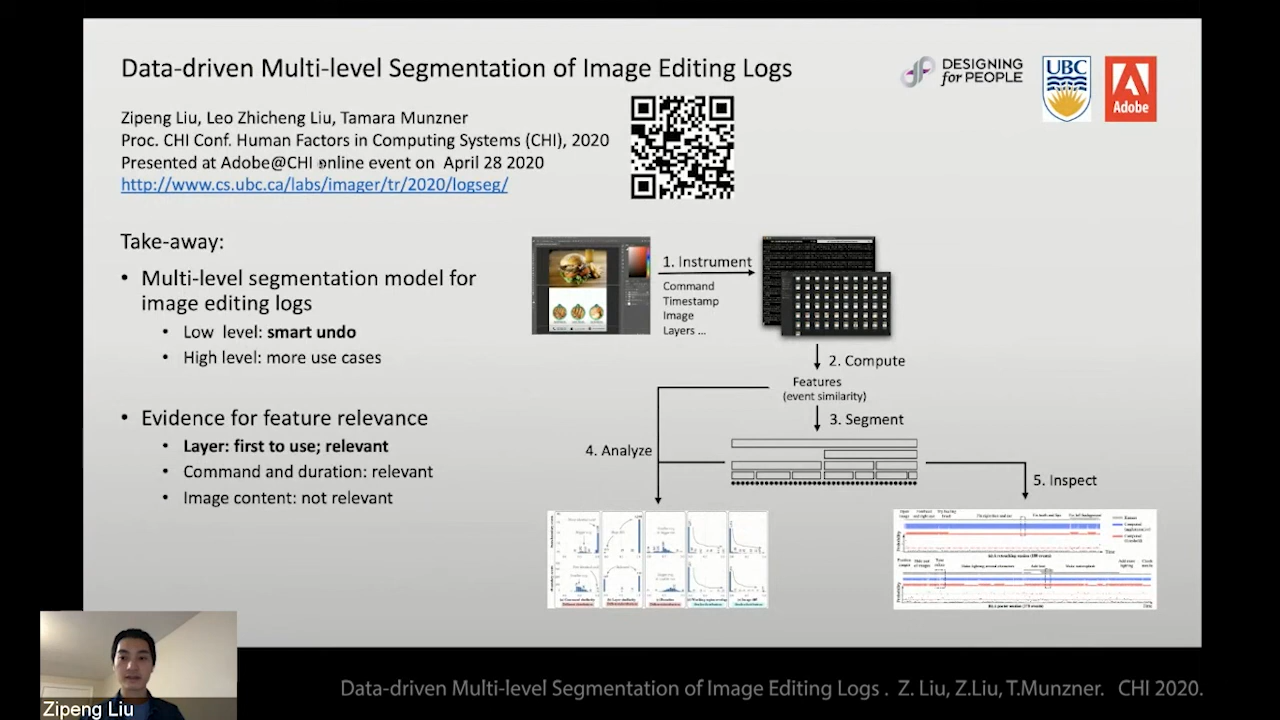 Data-driven Multi-level Segmentation of Image Editing Logs
DESIGNING
for PEOPLE
UBC
Adobe
Zipeng Liu, Leo Zhicheng Liu, Tamara Munzner
Proc. CHI Conf. Human Factors in Computing Systems (CHI), 2020
Presented at Adobe@CHI online event on April 28 2020
http://www.cs.ubc.ca/labs/imager/tr/2020/logseg/
Take-away:
• Multi-level segmentation model for
image editing logs
• Low level: smart undo
• High level: more use cases
• Evidence for feature relevance
• Layer: first to use; relevant
• Command and duration: relevant
• Image content: not relevant
1. Instrument
Command
Timestamp
Image
Layers ...
2. Compute
Features
(event similarity)
3. Segment
4. Analyze
5. Inspect
Zipeng Liu
Data-driven Multi-level Segmentation of Image Editing Logs . Z. Liu, Z.Liu, T.Munzner. CHI 2020.